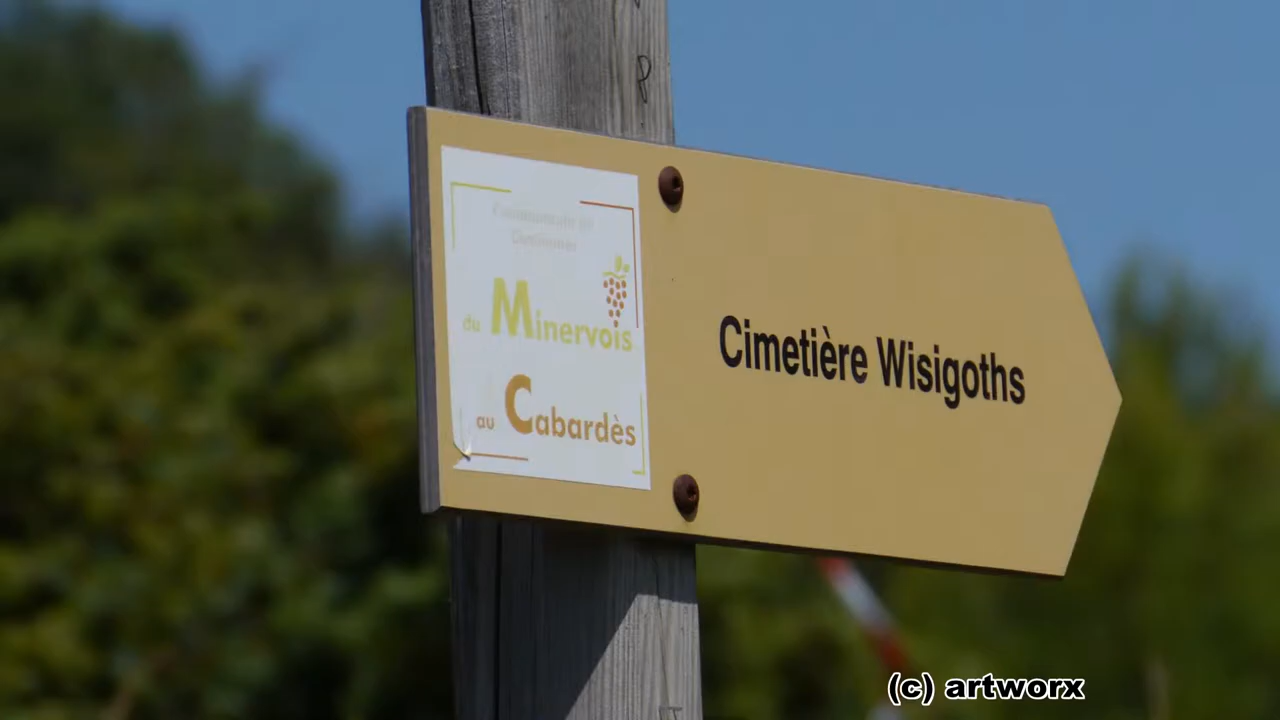 du Minervois
au Cabardès
Cimetière Wisigoths
(c) artworx